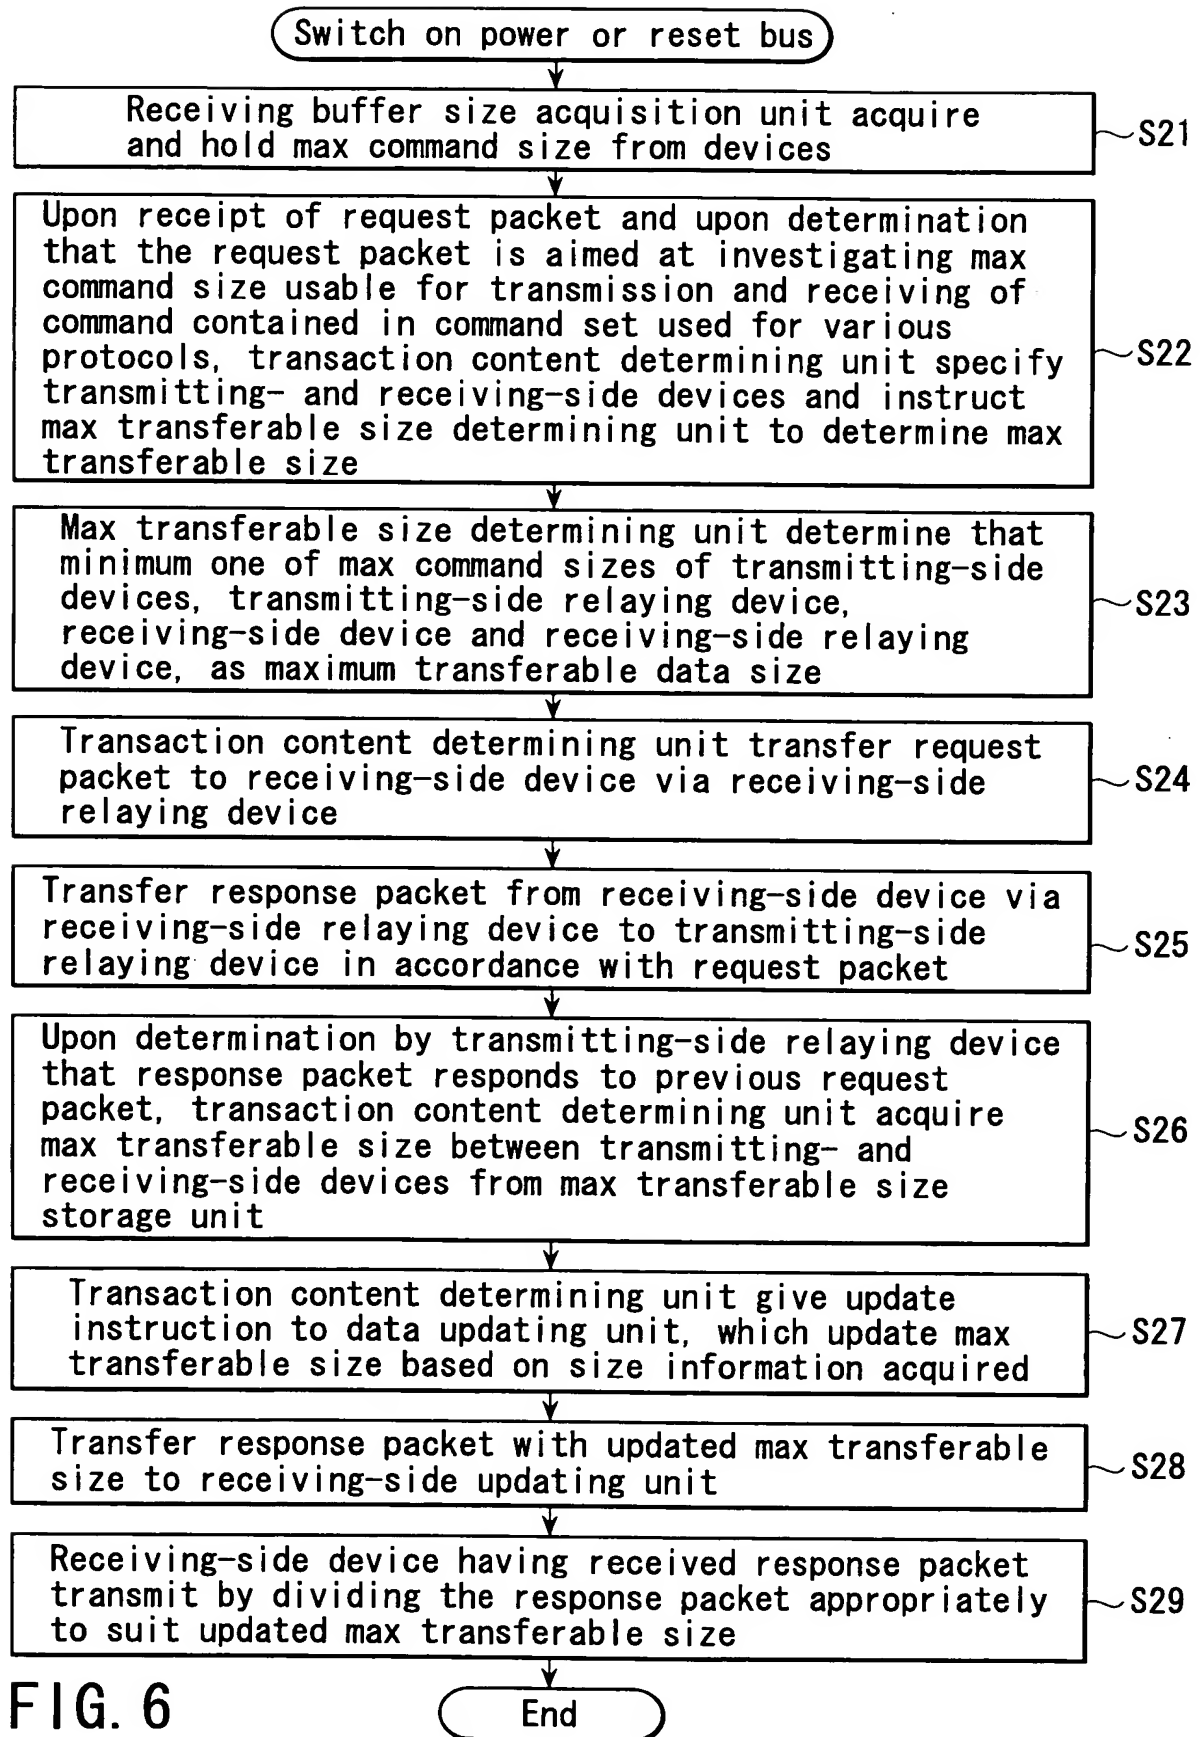 Switch on power or reset bus
Receiving buffer size acquisition unit acquire
and hold max command size from devices
S21
Upon receipt of request packet and upon determination
that the request packet is aimed at investigating max
command size usable for transmission and receiving of
command contained in command set used for various
protocols, transaction content determining unit specify
transmitting- and receiving-side devices and instruct
max transferable size determining unit to determine max
transferable size
S22
Max transferable size determining unit determine that
minimum one of max command sizes of transmitting-side
devices, transmitting-side relaying device,
receiving-side device and receiving-side relaying
device, as maximum transferable data size
S23
Transaction content determining unit transfer request
packet to receiving-side device via receiving-side
relaying device
S24
Transfer response packet from receiving-side device via
receiving-side relaying device to transmitting-side
relaying device in accordance with request packet
S25
Upon determination by transmitting-side relaying device
that response packet responds to previous request
packet, transaction content determining unit acquire
max transferable size between transmitting- and
receiving-side devices from max transferable size
storage unit
S26
Transaction content determining unit give update
instruction to data updating unit, which update max
transferable size based on size information acquired
S27
Transfer response packet with updated max transferable
size to receiving-side updating unit
S28
Receiving-side device having received response packet
transmit by dividing the response packet appropriately
to suit updated max transferable size
S29
End
FIG. 6